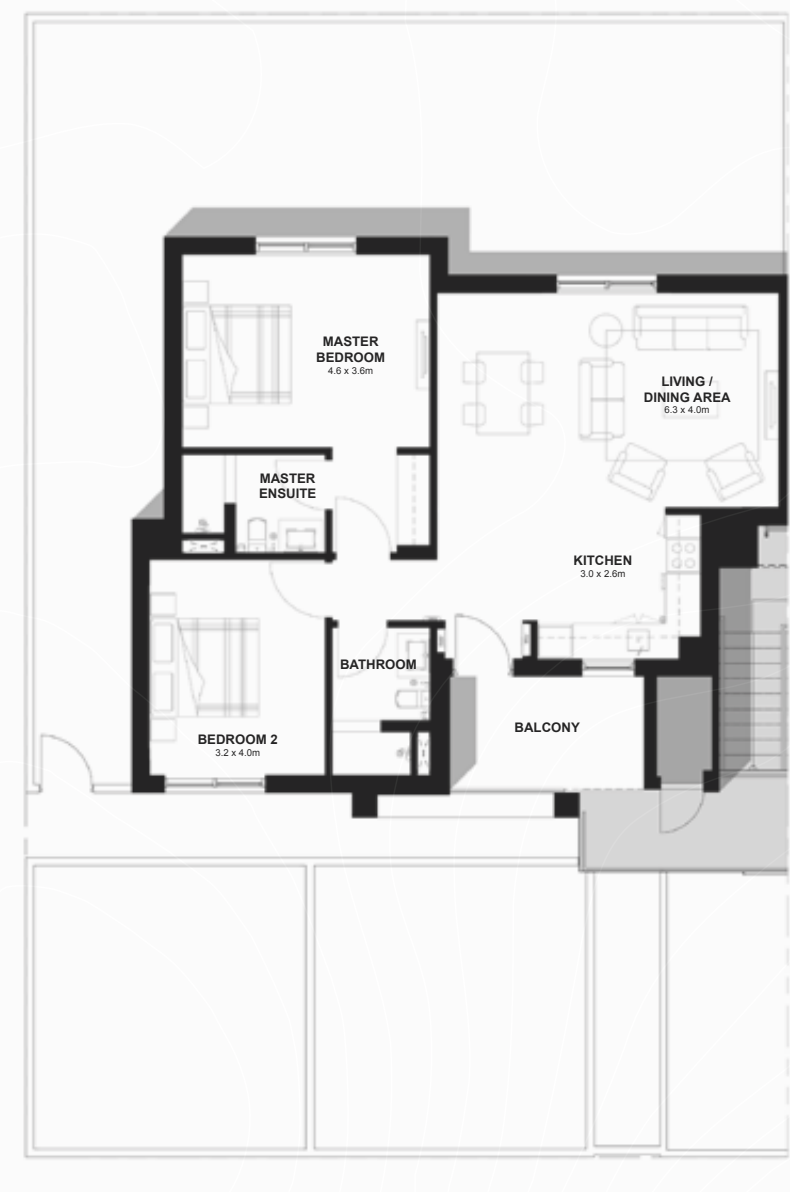 MASTER
BEDROOM
4.6 x 3.6m
LIVING /
DINING AREA
6.3 x 4.0m
MASTER
ENSUITE
KITCHEN
3.0 x 2.6m
BATHROOM
BALCONY
BEDROOM 2
3.2 x 4.0m